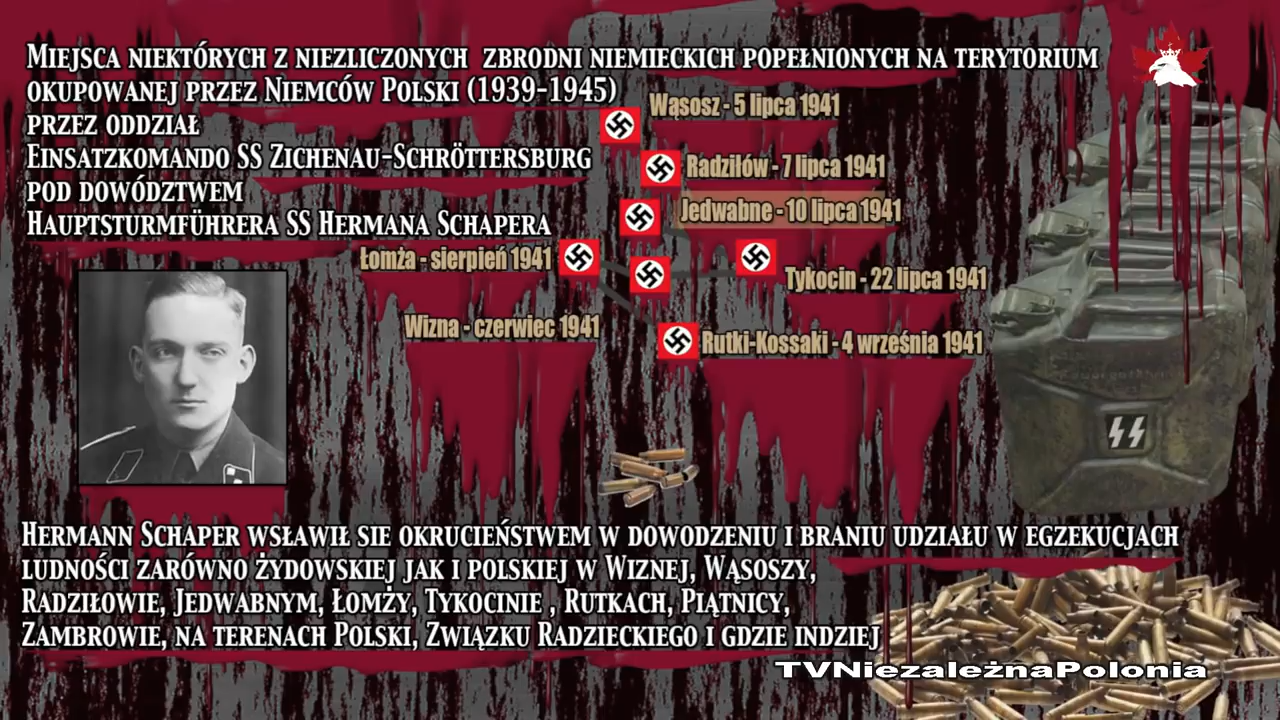 Miejsca niektórych z niezliczonych zbrodni niemieckich popełnionych na terytorium
okupowanej przez Niemców Polski (1939-1945)
przez oddział
Einsatzkomando SS Zichenau-Schröttersburg
pod dowództwem
Hauptsturmführera SS Hermana Schapera
Wąsosz - 5 lipca 1941
Radziłów - 7 lipca 1941
Jedwabne - 10 lipca 1941
Łomża - sierpień 1941
Tykocin - 22 lipca 1941
Wizna - czerwiec 1941
Rutki-Kossaki - 4 września 1941
Hermann Schaper wsławił sie okrucieństwem w dowodzeniu i braniu udziału w egzekucjach
ludności zarówno żydowskiej jak i polskiej w Wiznej, Wąsoszy,
Radziłowie, Jedwabnym, Łomży, Tykocinie , Rutkach, Piątnicy,
Zambrowie, na terenach Polski, Związku Radzieckiego i gdzie indziej
TVNiezależnaPolonia